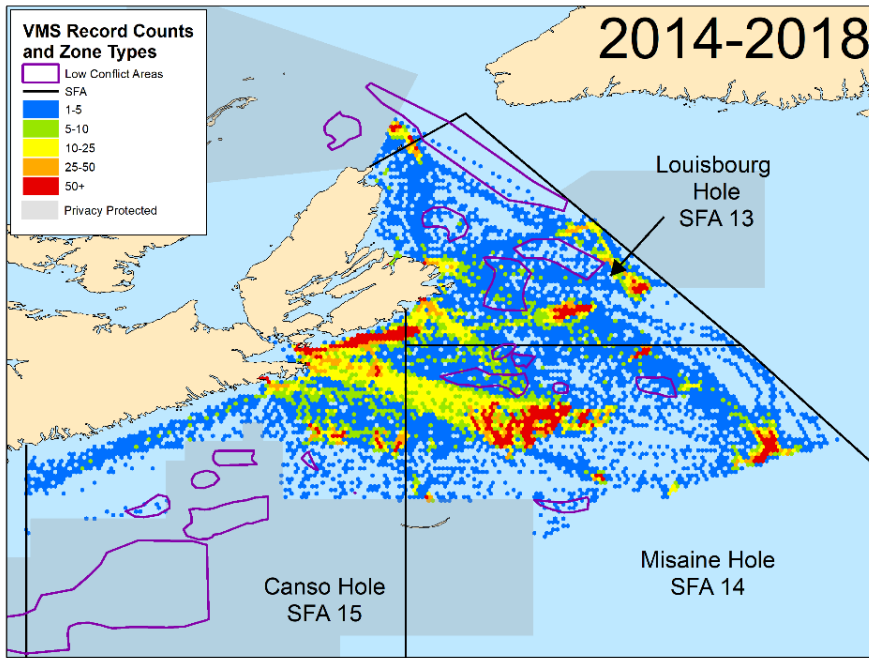 VMS Record Counts
and Zone Types
Low Conflict Areas
SFA
1-5
5-10
10-25
25-50
50+
Privacy Protected
2014-2018
Louisbourg
Hole
SFA 13
Canso Hole
SFA 15
Misaine Hole
SFA 14